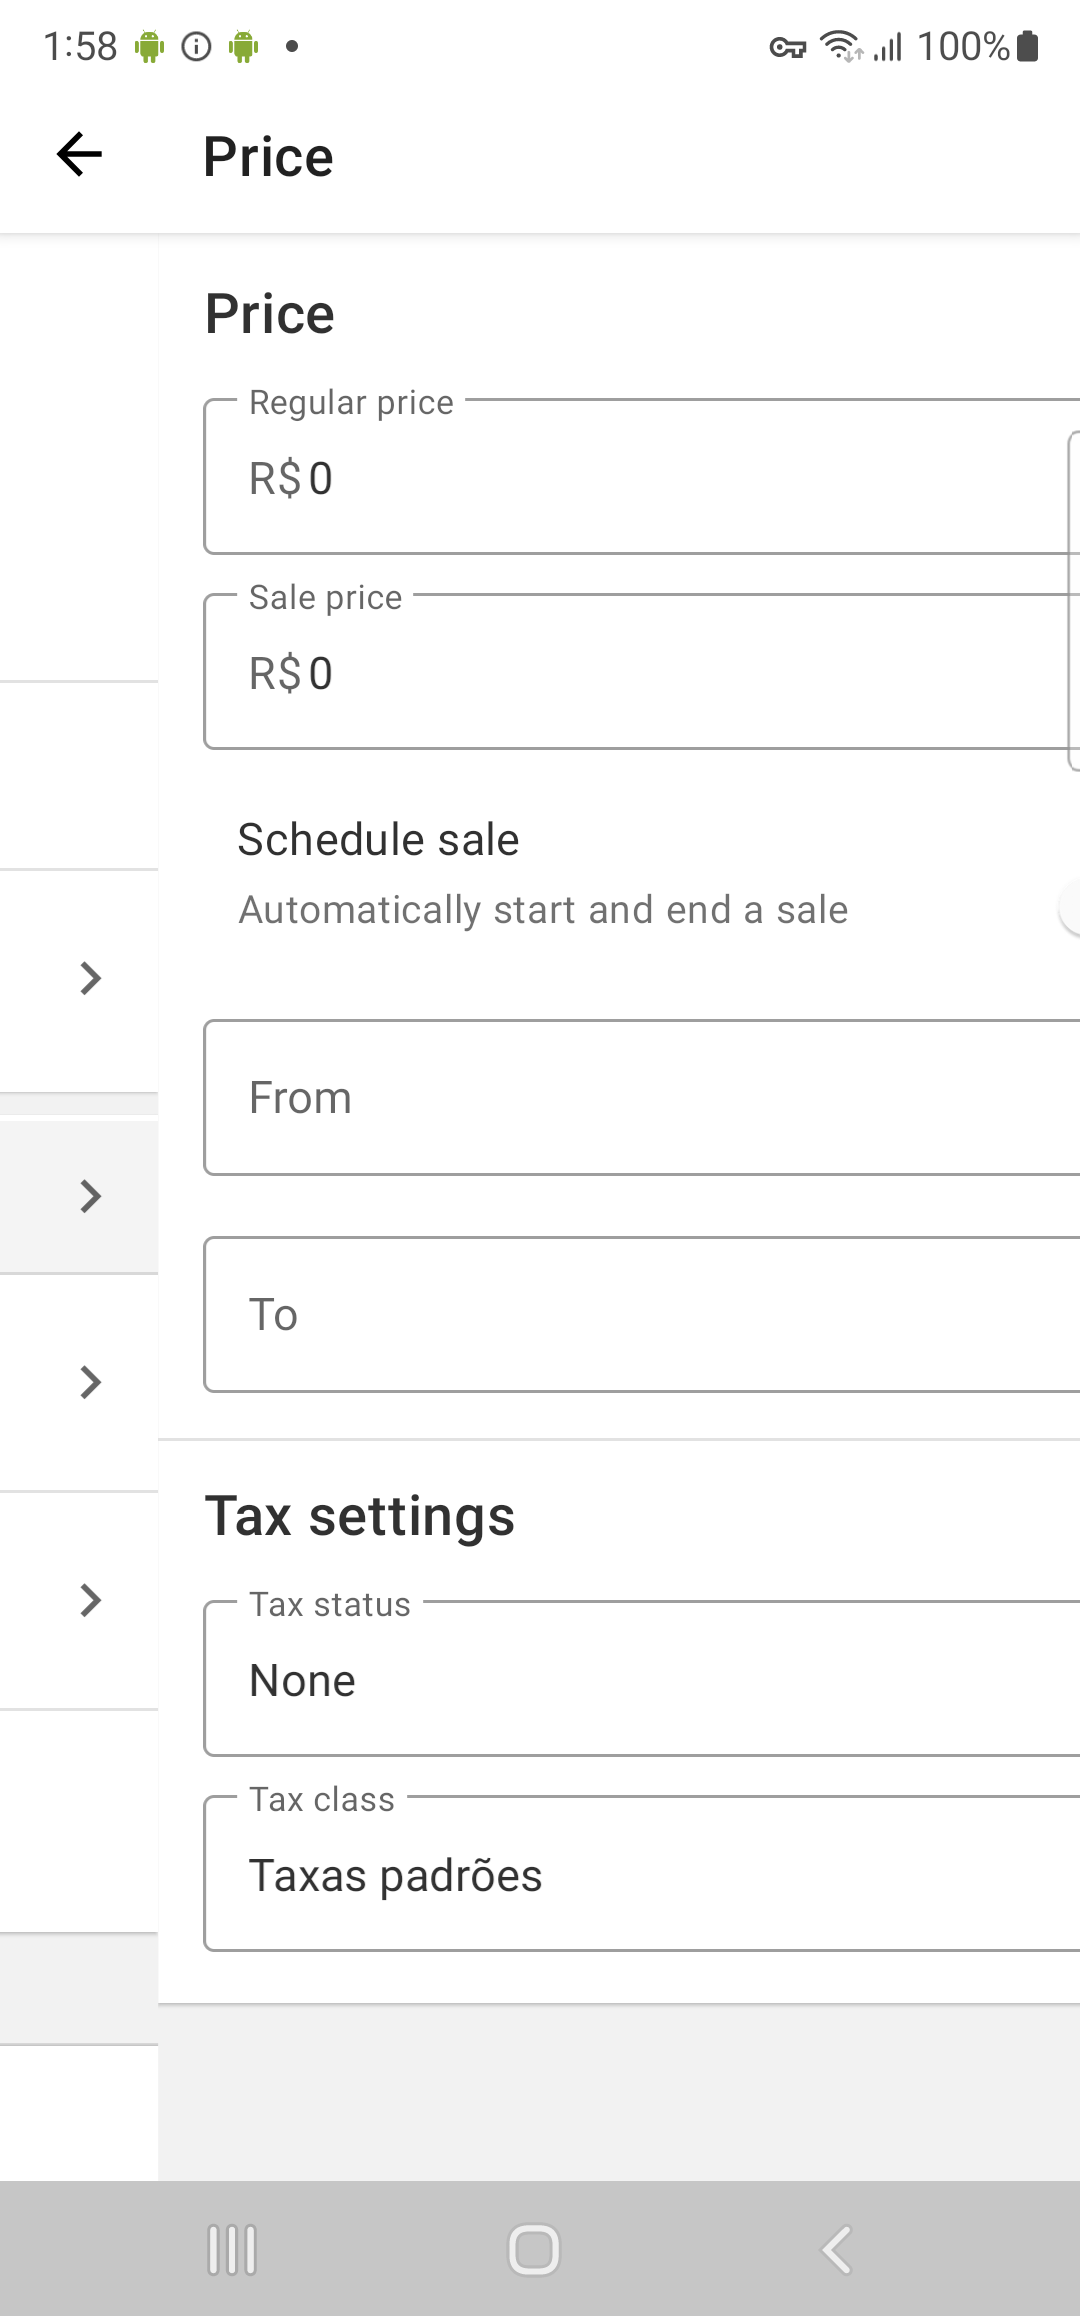 1:58 100%
Price
Price
Regular price
R$0
Sale price
R$0
Schedule sale
Automatically start and end a sale
From
To
Tax settings
Tax status
None
Tax class
Taxas padrões